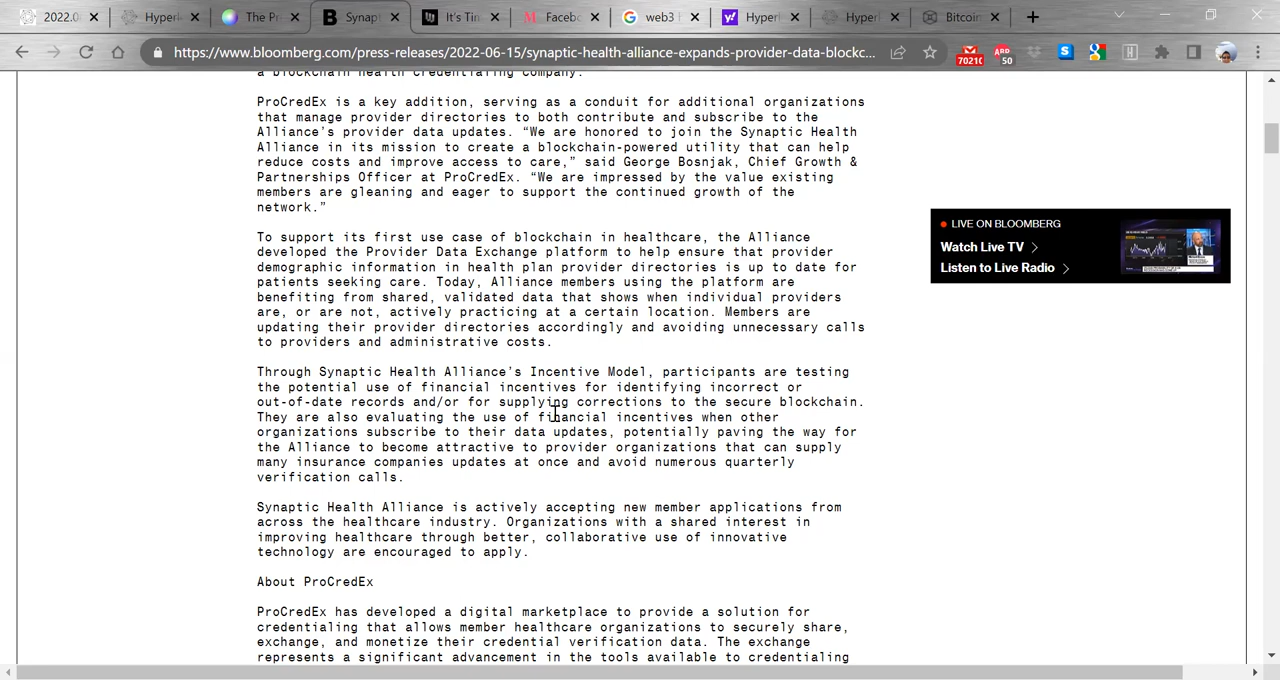 2022.0
Hyperl
The Pr
Synapt
It's Tin
Facebo
web3 h
Hyperl
Hyperl
Bitcoin
https://www.bloomberg.com/press-releases/2022-06-15/synaptic-health-alliance-expands-provider-data-blockc...
70210
50
a blockchain health credentialing company.
ProCredEx is a key addition, serving as a conduit for additional organizations
that manage provider directories to both contribute and subscribe to the
Alliance's provider data updates. “We are honored to join the Synaptic Health
Alliance in its mission to create a blockchain-powered utility that can help
reduce costs and improve access to care,” said George Bosnjak, Chief Growth &
Partnerships Officer at ProCredEx. “We are impressed by the value existing
members are gleaning and eager to support the continued growth of the
network.”
LIVE ON BLOOMBERG
Watch Live TV
Listen to Live Radio
To support its first use case of blockchain in healthcare, the Alliance
developed the Provider Data Exchange platform to help ensure that provider
demographic information in health plan provider directories is up to date for
patients seeking care. Today, Alliance members using the platform are
benefiting from shared, validated data that shows when individual providers
are, or are not, actively practicing at a certain location. Members are
updating their provider directories accordingly and avoiding unnecessary calls
to providers and administrative costs.
Through Synaptic Health Alliance's Incentive Model, participants are testing
the potential use of financial incentives for identifying incorrect or
out-of-date records and/or for supplying corrections to the secure blockchain.
They are also evaluating the use of financial incentives when other
organizations subscribe to their data updates, potentially paving the way for
the Alliance to become attractive to provider organizations that can supply
many insurance companies updates at once and avoid numerous quarterly
verification calls.
Synaptic Health Alliance is actively accepting new member applications from
across the healthcare industry. Organizations with a shared interest in
improving healthcare through better, collaborative use of innovative
technology are encouraged to apply.
About ProCredEx
ProCredEx has developed a digital marketplace to provide a solution for
credentialing that allows member healthcare organizations to securely share,
exchange, and monetize their credential verification data. The exchange
represents a significant advancement in the tools available to credentialing